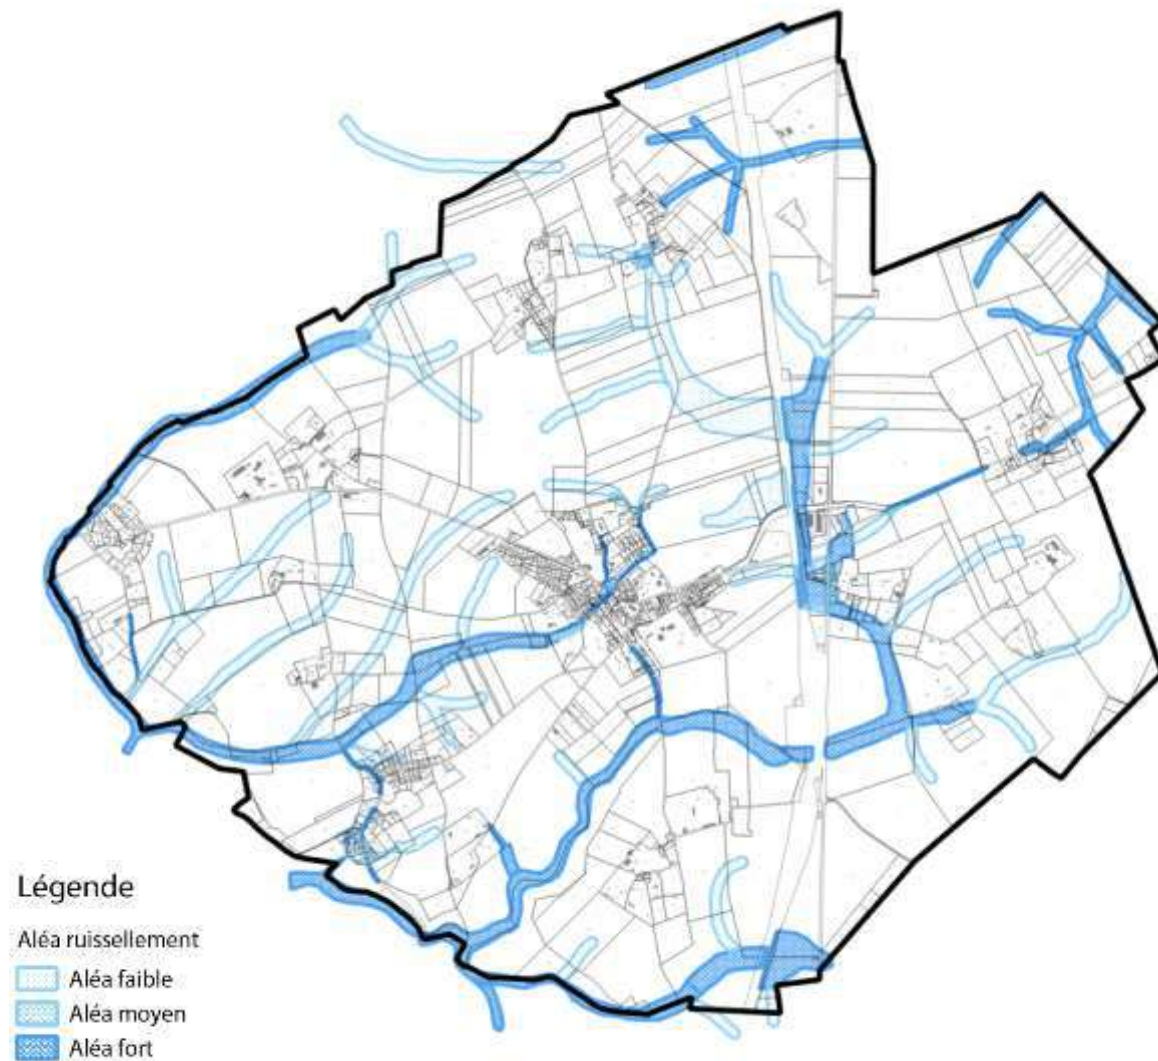 Légende
Aléa ruissellement
Aléa faible
Aléa moyen
Aléa fort